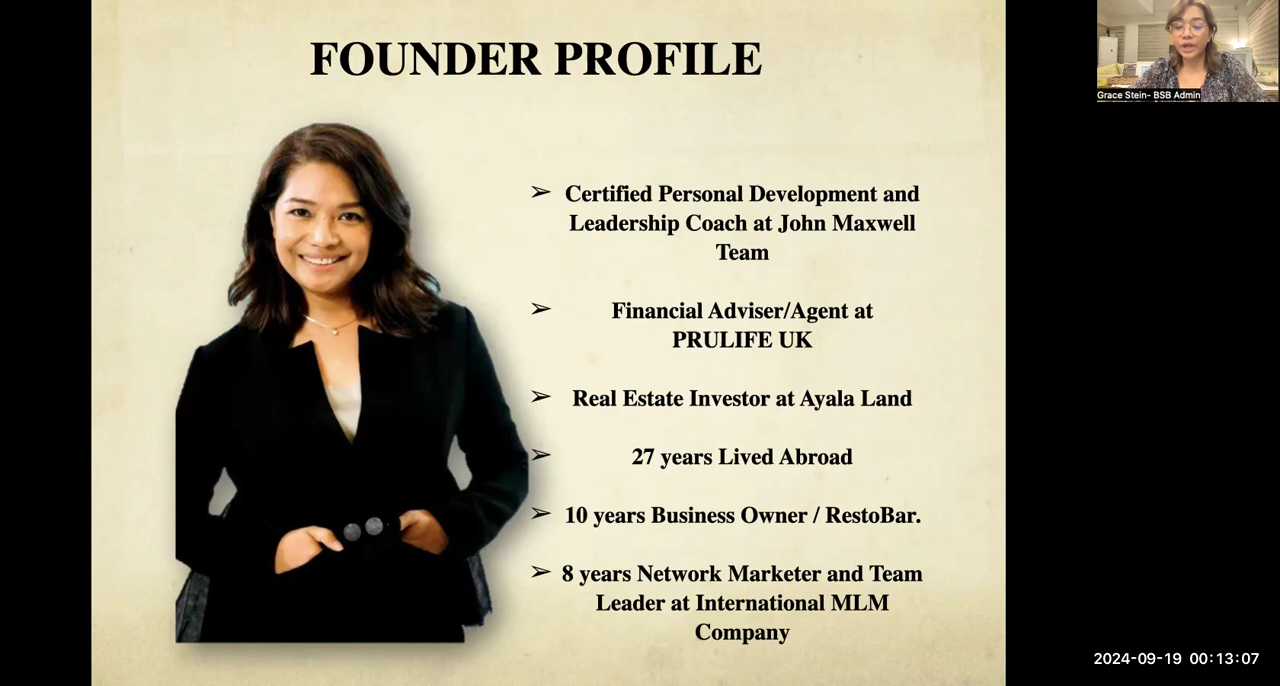 FOUNDER PROFILE
Grace Stein- BSB Admin
➢ Certified Personal Development and
Leadership Coach at John Maxwell
Team
➢ Financial Adviser/Agent at
PRULIFE UK
➢ Real Estate Investor at Ayala Land
➢ 27 years Lived Abroad
➢ 10 years Business Owner / RestoBar.
➢ 8 years Network Marketer and Team
Leader at International MLM
Company
2024-09-19 00:13:07